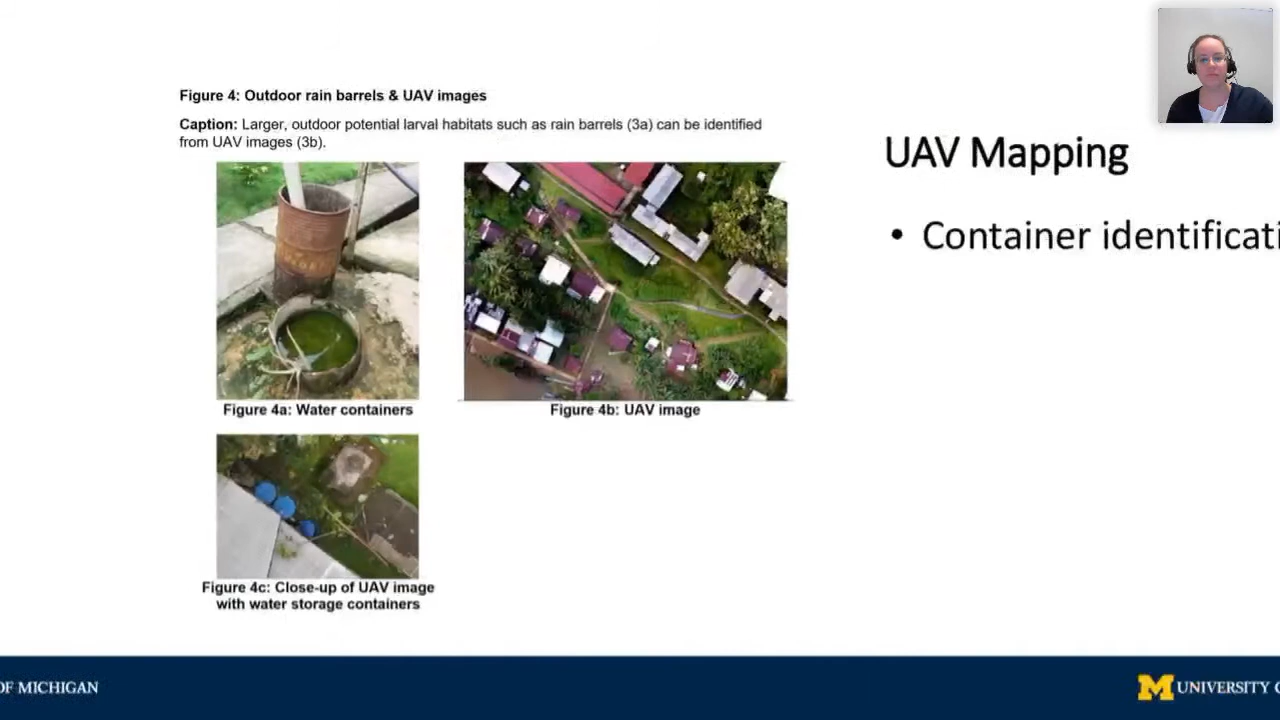 Figure 4: Outdoor rain barrels & UAV images
Caption: Larger, outdoor potential larval habitats such as rain barrels (3a) can be identified
from UAV images (3b).
Figure 4a: Water containers
Figure 4b: UAV image
Figure 4c: Close-up of UAV image
with water storage containers
UAV Mapping
• Container identificati
OF MICHIGAN
M UNIVERSITY